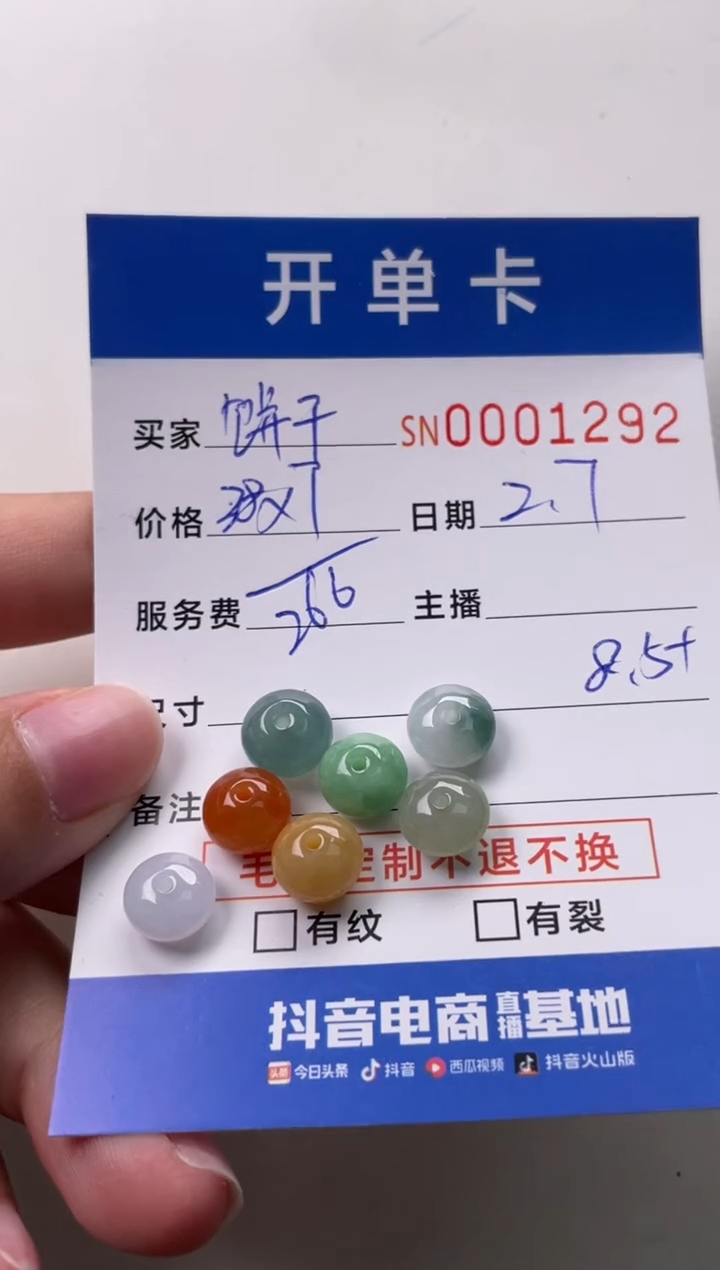 开单卡
买家 饼子 SN0001292
价格 38x7 日期 2.7
服务费 266 主播
8.5+
寸
备注
定制不退不换
有纹 有裂
抖音电商直播基地
头条 今日头条 抖音 西瓜视频 抖音火山版